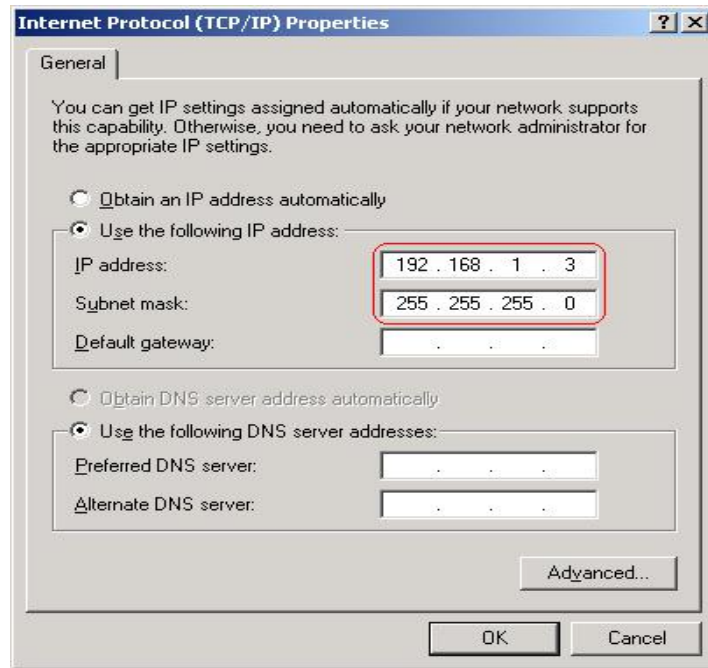 Internet Protocol (TCP/IP) Properties
General
You can get IP settings assigned automatically if your network supports
this capability. Otherwise, you need to ask your network administrator for
the appropriate IP settings.
Obtain an IP address automatically
Use the following IP address:
IP address: 192 . 168 . 1 . 3
Subnet mask: 255 . 255 . 255 . 0
Default gateway: . . .
Obtain DNS server address automatically
Use the following DNS server addresses:
Preferred DNS server: . . .
Alternate DNS server: . . .
Advanced...
OK Cancel